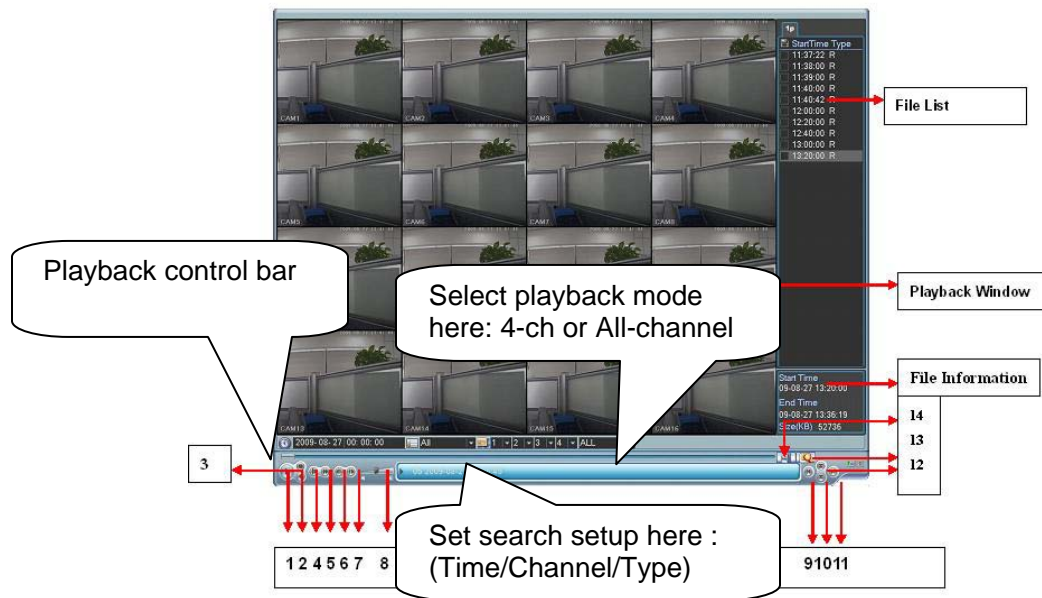 1p
StartTime Type
11:37:22 R
11:38:00 R
11:39:00 R
11:40:00 R
11:40:42 R
12:00:00 R
12:20:00 R
12:40:00 R
13:00:00 R
13:20:00 R
File List
CAM1
CAM2
CAM3
CAM4
CAM5
CAM6
CAM7
CAM8
Playback control bar
Select playback mode
here: 4-ch or All-channel
Playback Window
Start Time
09-08-27 13:20:00
End Time
09-08-27 13:36:19
Size(KB) 52736
File Information
14
13
12
CAM13
CAM14
CAM15
CAM16
2009-08-27 00:00:00
All
1
2
3
4
ALL
3
Set search setup here :
(Time/Channel/Type)
1 2 4 5 6 7 8
91011